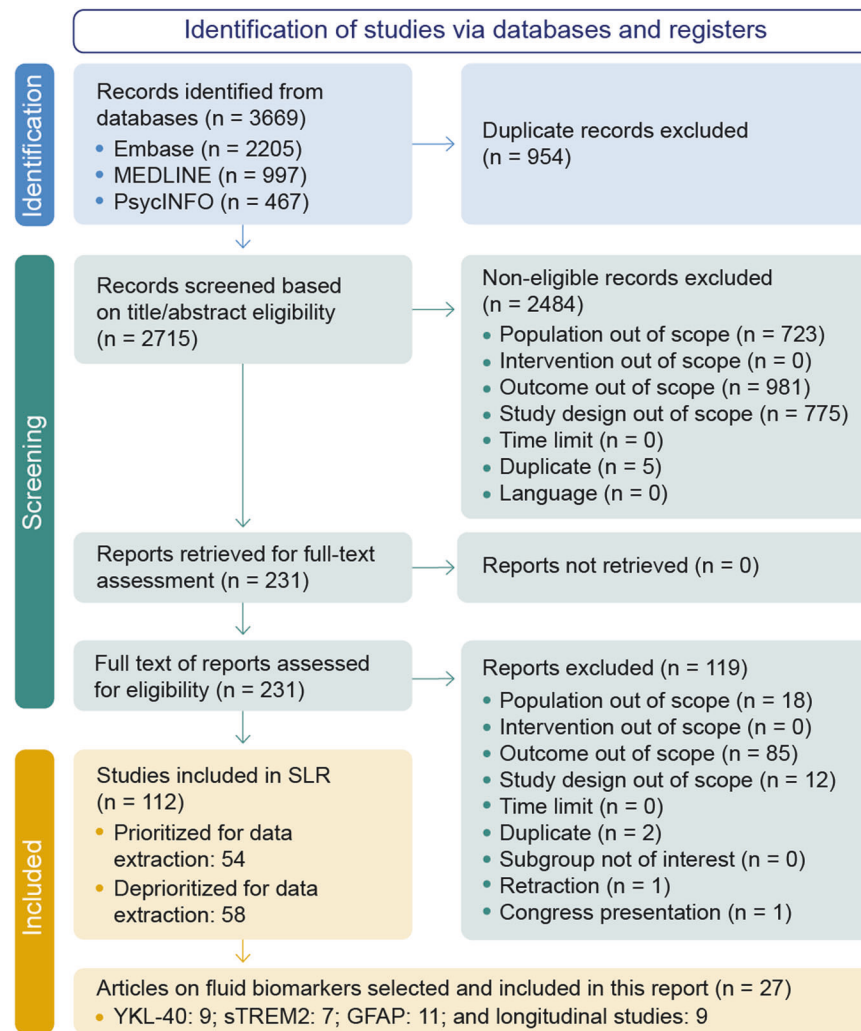 Identification of studies via databases and registers
Identification
Records identified from
databases (n = 3669)
• Embase (n = 2205)
• MEDLINE (n = 997)
• PsycINFO (n = 467)
Duplicate records excluded
(n = 954)
Screening
Records screened based
on title/abstract eligibility
(n = 2715)
Non-eligible records excluded
(n = 2484)
• Population out of scope (n = 723)
• Intervention out of scope (n = 0)
• Outcome out of scope (n = 981)
• Study design out of scope (n = 775)
• Time limit (n = 0)
• Duplicate (n = 5)
• Language (n = 0)
Reports retrieved for full-text
assessment (n = 231)
Reports not retrieved (n = 0)
Full text of reports assessed
for eligibility (n = 231)
Reports excluded (n = 119)
• Population out of scope (n = 18)
• Intervention out of scope (n = 0)
• Outcome out of scope (n = 85)
• Study design out of scope (n = 12)
• Time limit (n = 0)
• Duplicate (n = 2)
• Subgroup not of interest (n = 0)
• Retraction (n = 1)
• Congress presentation (n = 1)
Included
Studies included in SLR
(n = 112)
• Prioritized for data
extraction: 54
• Deprioritized for data
extraction: 58
Articles on fluid biomarkers selected and included in this report (n = 27)
• YKL-40: 9; sTREM2: 7; GFAP: 11; and longitudinal studies: 9